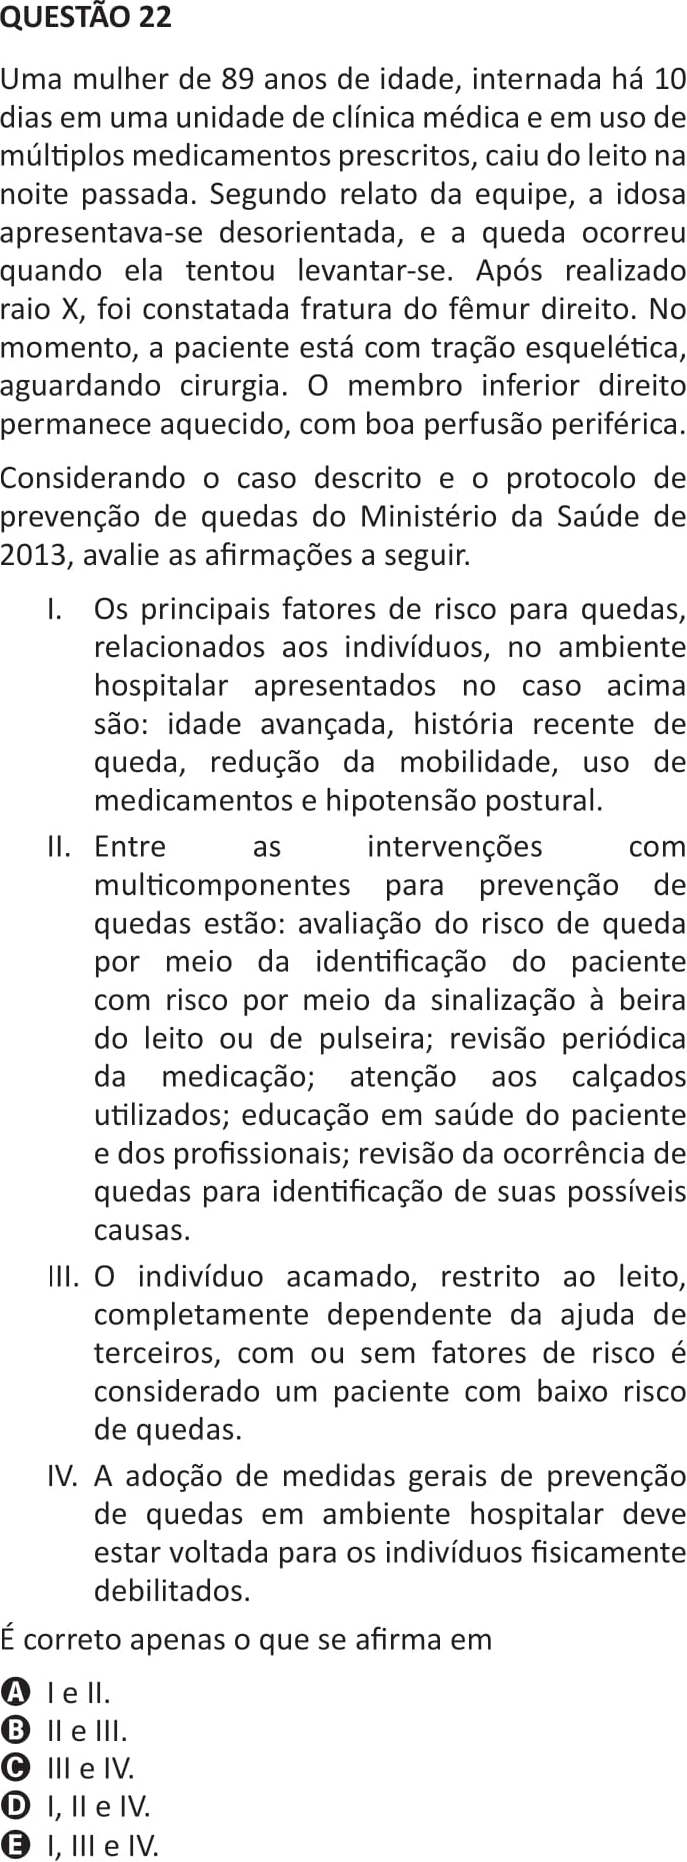 QUESTÃO 22
Uma mulher de 89 anos de idade, internada há 10
dias em uma unidade de clínica médica e em uso de
múltiplos medicamentos prescritos, caiu do leito na
noite passada. Segundo relato da equipe, a idosa
apresentava-se desorientada, e a queda ocorreu
quando ela tentou levantar-se. Após realizado
raio X, foi constatada fratura do fêmur direito. No
momento, a paciente está com tração esquelética,
aguardando cirurgia. O membro inferior direito
permanece aquecido, com boa perfusão periférica.
Considerando o caso descrito e o protocolo de
prevenção de quedas do Ministério da Saúde de
2013, avalie as afirmações a seguir.
I. Os principais fatores de risco para quedas,
relacionados aos indivíduos, no ambiente
hospitalar apresentados no caso acima
são: idade avançada, história recente de
queda, redução da mobilidade, uso de
medicamentos e hipotensão postural.
II. Entre as intervenções com
multicomponentes para prevenção de
quedas estão: avaliação do risco de queda
por meio da identificação do paciente
com risco por meio da sinalização à beira
do leito ou de pulseira; revisão periódica
da medicação; atenção aos calçados
utilizados; educação em saúde do paciente
e dos profissionais; revisão da ocorrência de
quedas para identificação de suas possíveis
causas.
III. O indivíduo acamado, restrito ao leito,
completamente dependente da ajuda de
terceiros, com ou sem fatores de risco é
considerado um paciente com baixo risco
de quedas.
IV. A adoção de medidas gerais de prevenção
de quedas em ambiente hospitalar deve
estar voltada para os indivíduos fisicamente
debilitados.
É correto apenas o que se afirma em
A I e II.
B II e III.
C III e IV.
D I, II e IV.
E I, III e IV.